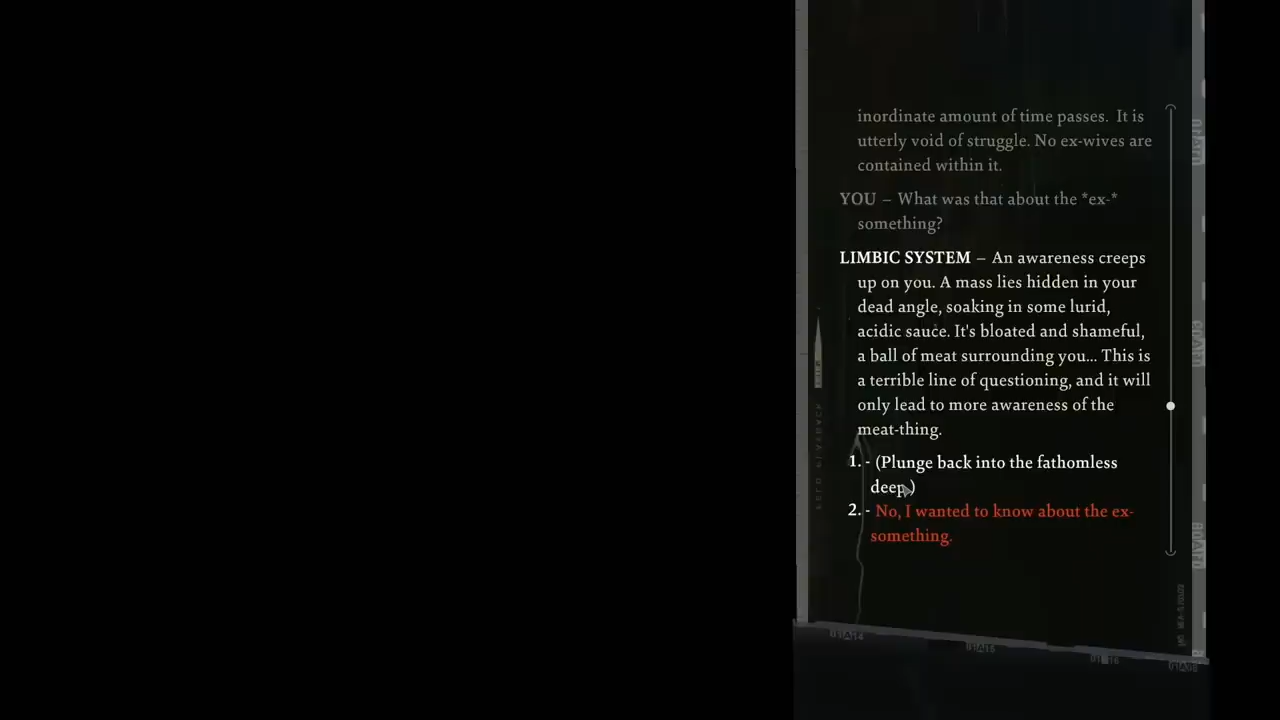 inordinate amount of time passes. It is
utterly void of struggle. No ex-wives are
contained within it.
YOU – What was that about the *ex-*
something?
LIMBIC SYSTEM – An awareness creeps
up on you. A mass lies hidden in your
dead angle, soaking in some lurid,
acidic sauce. It's bloated and shameful,
a ball of meat surrounding you... This is
a terrible line of questioning, and it will
only lead to more awareness of the
meat-thing.
1. - (Plunge back into the fathomless
deep.)
2. - No, I wanted to know about the ex-
something.